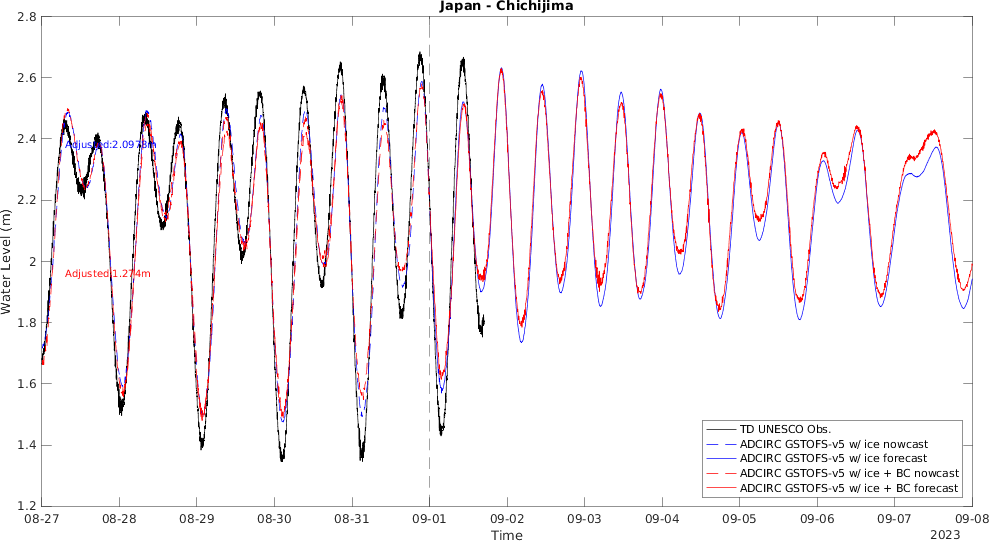 Japan - Chichijima
2.8
2.6
2.4
2.2
2
1.8
1.6
1.4
1.2
Water Level (m)
Adjusted:2.0978m
Adjusted:1.274m
TD UNESCO Obs.
ADCIRC GSTOFS-v5 w/ ice nowcast
ADCIRC GSTOFS-v5 w/ ice forecast
ADCIRC GSTOFS-v5 w/ ice + BC nowcast
ADCIRC GSTOFS-v5 w/ ice + BC forecast
08-27 08-28 08-29 08-30 08-31 09-01 09-02 09-03 09-04 09-05 09-06 09-07 09-08
Time
2023